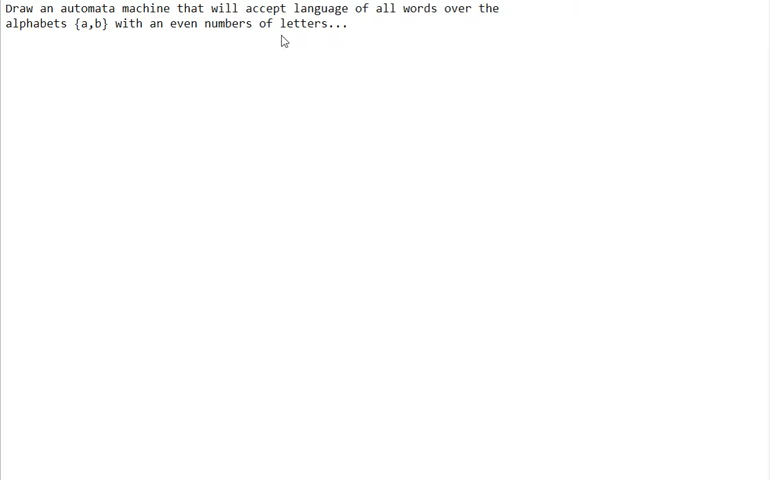 Draw an automata machine that will accept language of all words over the
alphabets {a,b} with an even numbers of letters...